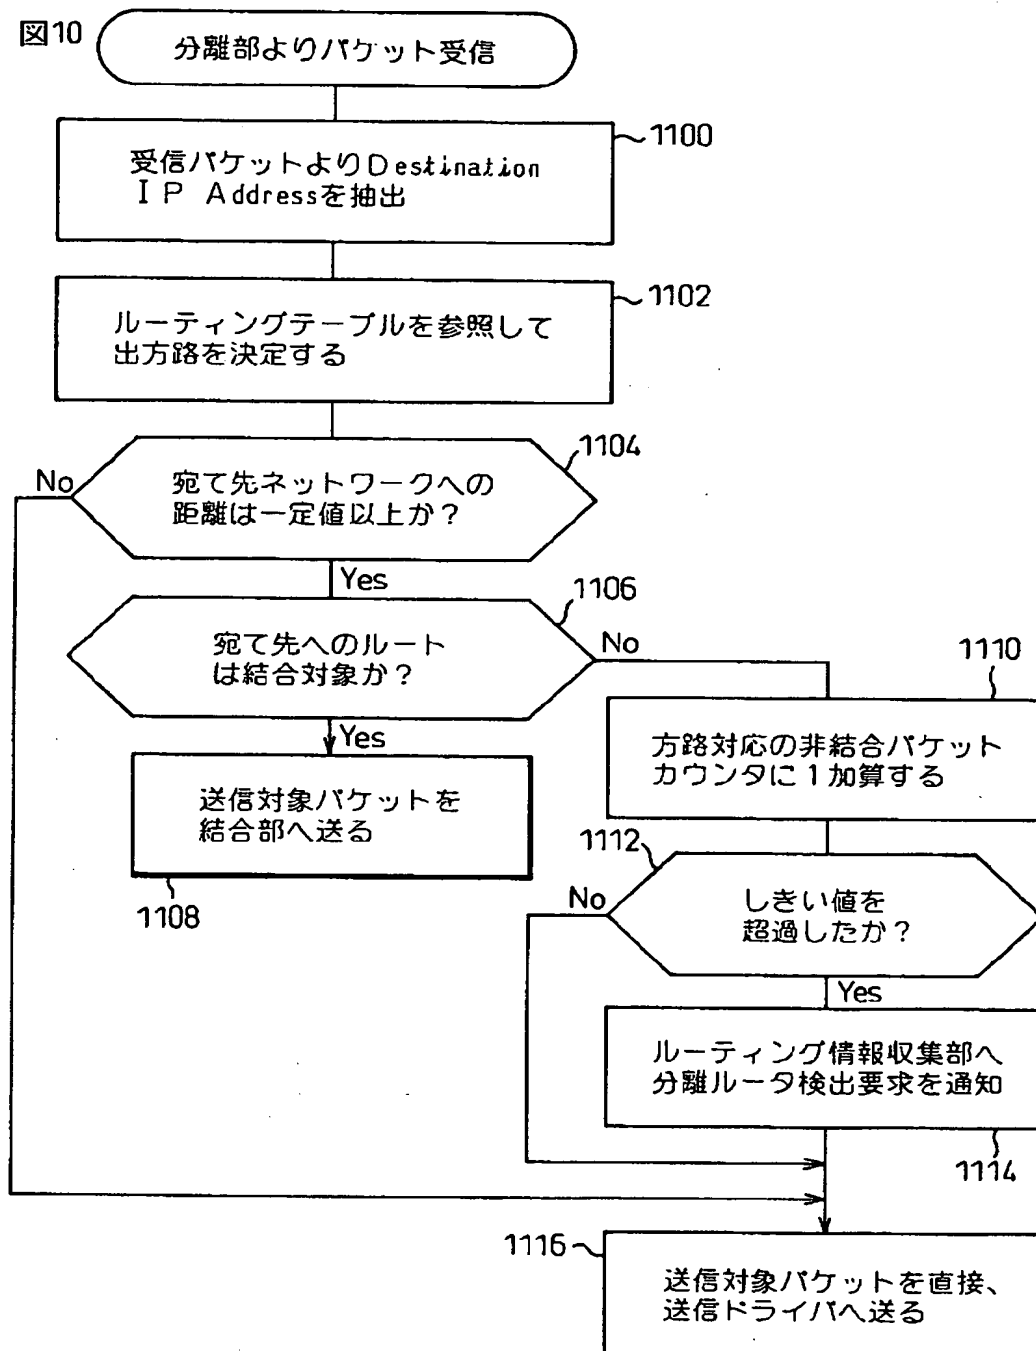 図10
分離部よりパケット受信
1100
受信パケットよりDestination
IP Addressを抽出
1102
ルーティングテーブルを参照して
出方路を決定する
1104
No
宛て先ネットワークへの
距離は一定値以上か?
Yes
1106
宛て先へのルート
は結合対象か?
No
Yes
1110
送信対象パケットを
結合部へ送る
1108
方路対応の非結合パケット
カウンタに1加算する
1112
No
しきい値を
超過したか?
Yes
ルーティング情報収集部へ
分離ルータ検出要求を通知
1114
1116
送信対象パケットを直接、
送信ドライバへ送る